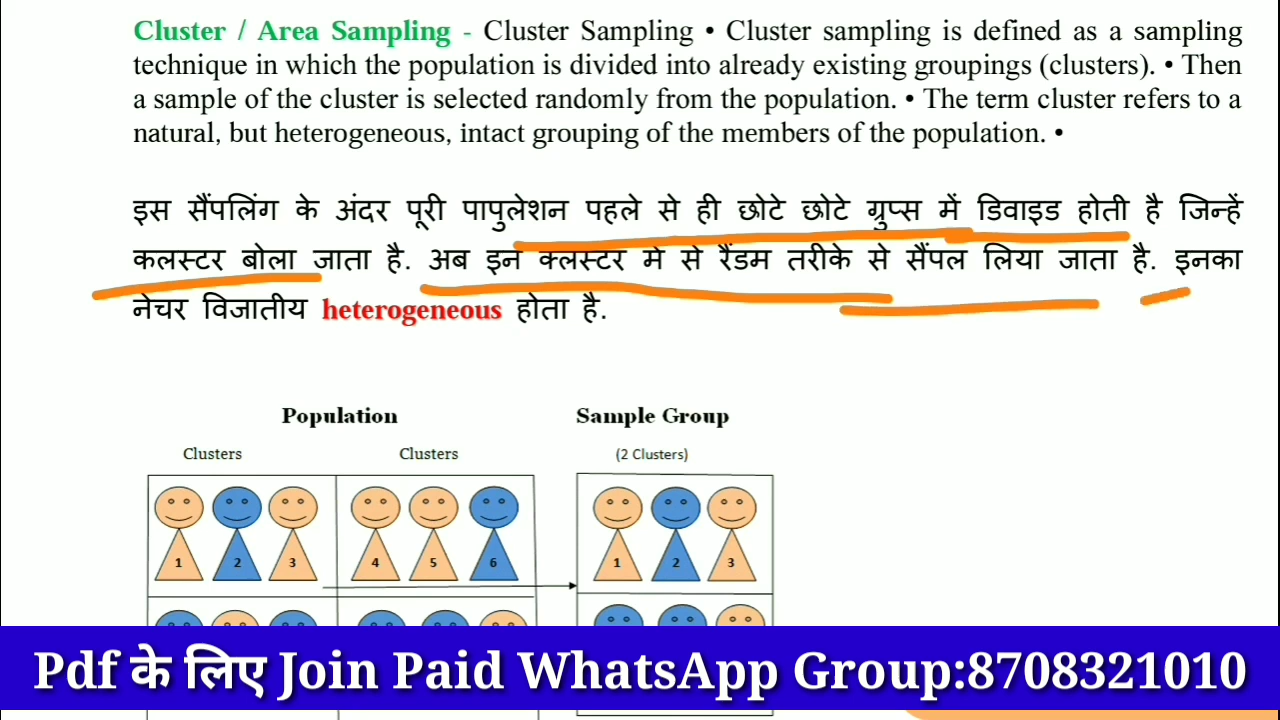 Cluster / Area Sampling - Cluster Sampling • Cluster sampling is defined as a sampling
technique in which the population is divided into already existing groupings (clusters). • Then
a sample of the cluster is selected randomly from the population. • The term cluster refers to a
natural, but heterogeneous, intact grouping of the members of the population. •
इस सैंपलिंग के अंदर पूरी पापुलेशन पहले से ही छोटे छोटे ग्रुप्स में डिवाइड होती है जिन्हें
कलस्टर बोला जाता है. अब इन क्लस्टर में से रैंडम तरीके से सैंपल लिया जाता है. इनका
नेचर विजातीय heterogeneous होता है.
Population Sample Group
Clusters Clusters (2 Clusters)
1 2 3 4 5 6 1 2 3
Pdf के लिए Join Paid WhatsApp Group:8708321010